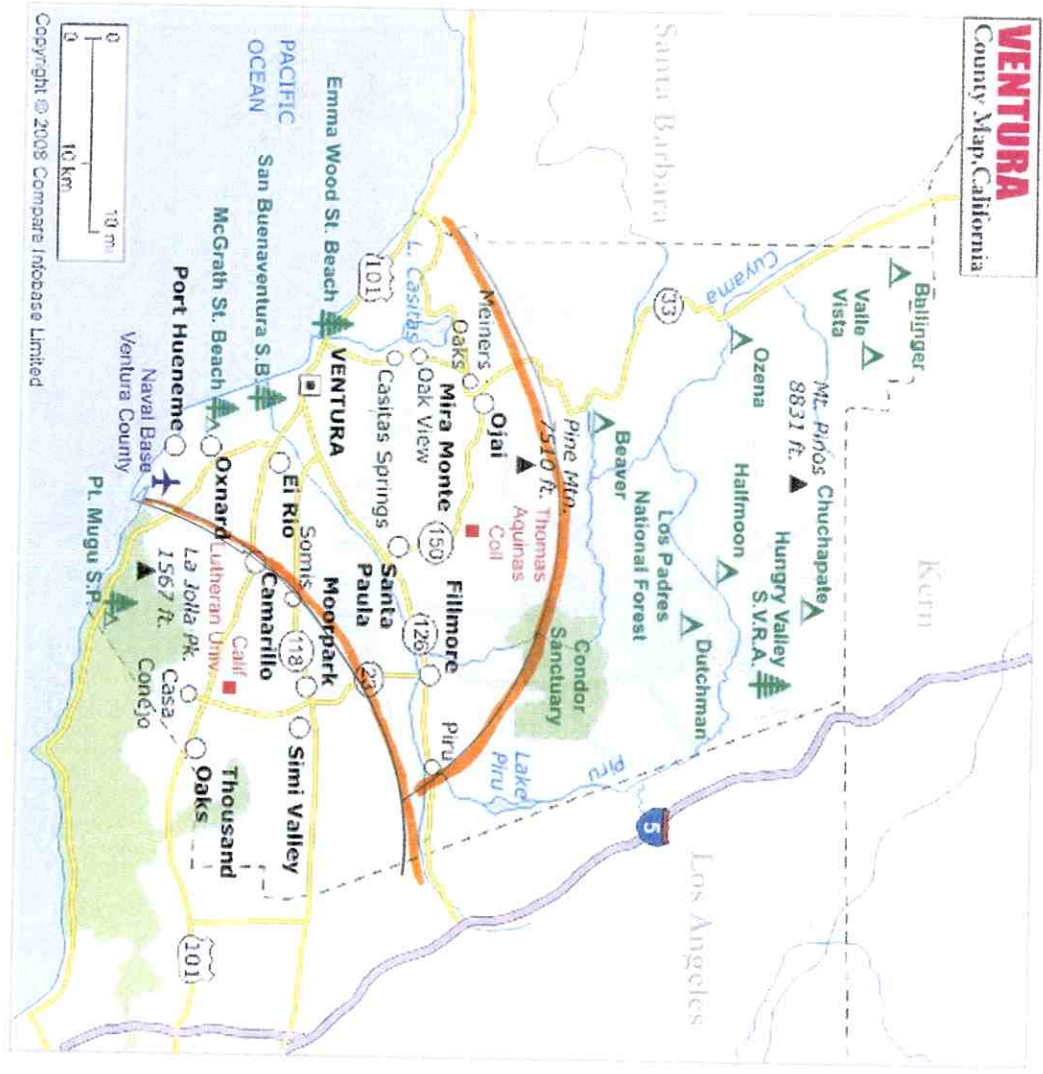 VENTURA
County Map, California
Santa Barbara
Kern
Los Angeles
Ballinger
Valle
Vista
Cuyama
33
Ozena
Mt. Pinos
8831 ft.
Chuchapate
Hungry Valley
S.V.R.A.
Halfmoon
Dutchman
Los Padres
National Forest
Beaver
Pine Mtn.
7510 ft.
Condor
Sanctuary
Thomas
Aquinas
Coll
Piru
Lake
Piru
Piru
5
Meiners
Oaks
Ojai
Mira Monte
Oak View
Casitas Springs
L. Casitas
150
101
Fillmore
126
Santa
Paula
Emma Wood St. Beach
VENTURA
PACIFIC
OCEAN
San Buenaventura S.B.
McGrath St. Beach
El Rio
Somis
Moorpark
118
23
Simi Valley
Oxnard
Camarillo
Port Hueneme
Naval Base
Ventura County
Calif
Lutheran Univ.
La Jolla Pk.
1567 ft.
Casa
Conejo
Thousand
Oaks
101
Pt. Mugu S.P.
0 10 mi
0 10 km
Copyright © 2008 Compare Infobase Limited